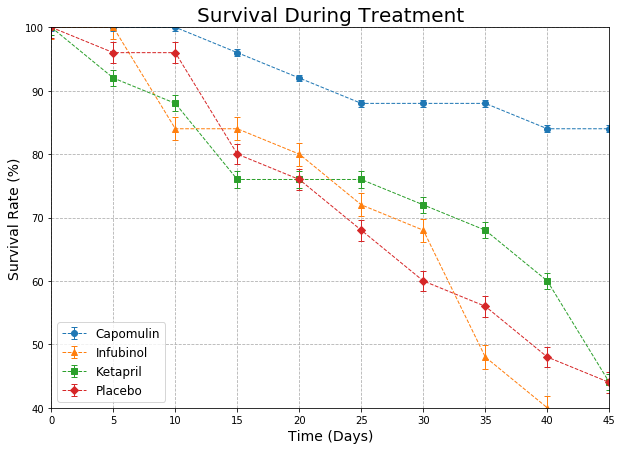 Survival During Treatment
Survival Rate (%)
100
90
80
70
60
50
40
Capomulin
Infubinol
Ketapril
Placebo
0 5 10 15 20 25 30 35 40 45
Time (Days)